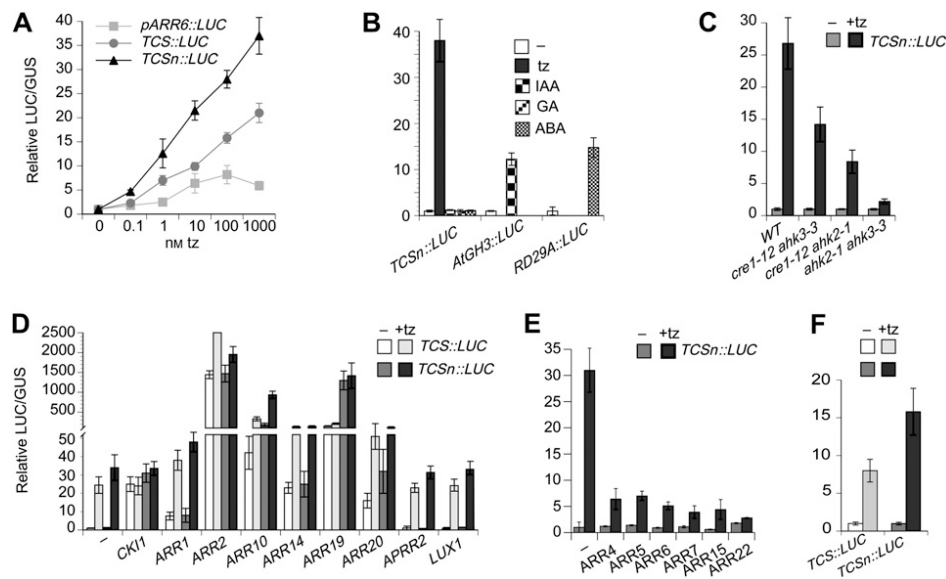 A
pARR6::LUC
TCS::LUC
TCSn::LUC
Relative LUC/GUS
40
35
30
25
20
15
10
5
0
0 0.1 1 10 100 1000
nM tz
B
–
tz
IAA
GA
ABA
40
30
20
10
0
TCSn::LUC
AtGH3::LUC
RD29A::LUC
C
– +tz
TCSn::LUC
30
25
20
15
10
5
0
WT
cre1-12 ahk3-3
cre1-12 ahk2-1
ahk2-1 ahk3-3
D
– +tz
TCS::LUC
TCSn::LUC
Relative LUC/GUS
2500
2000
1500
1000
500
50
40
30
20
10
0
–
CKI1
ARR1
ARR2
ARR10
ARR14
ARR19
ARR20
APRR2
LUX1
E
– +tz
TCSn::LUC
35
30
25
20
15
10
5
0
–
ARR4
ARR5
ARR6
ARR7
ARR15
ARR22
F
– +tz
20
15
10
5
0
TCS::LUC
TCSn::LUC